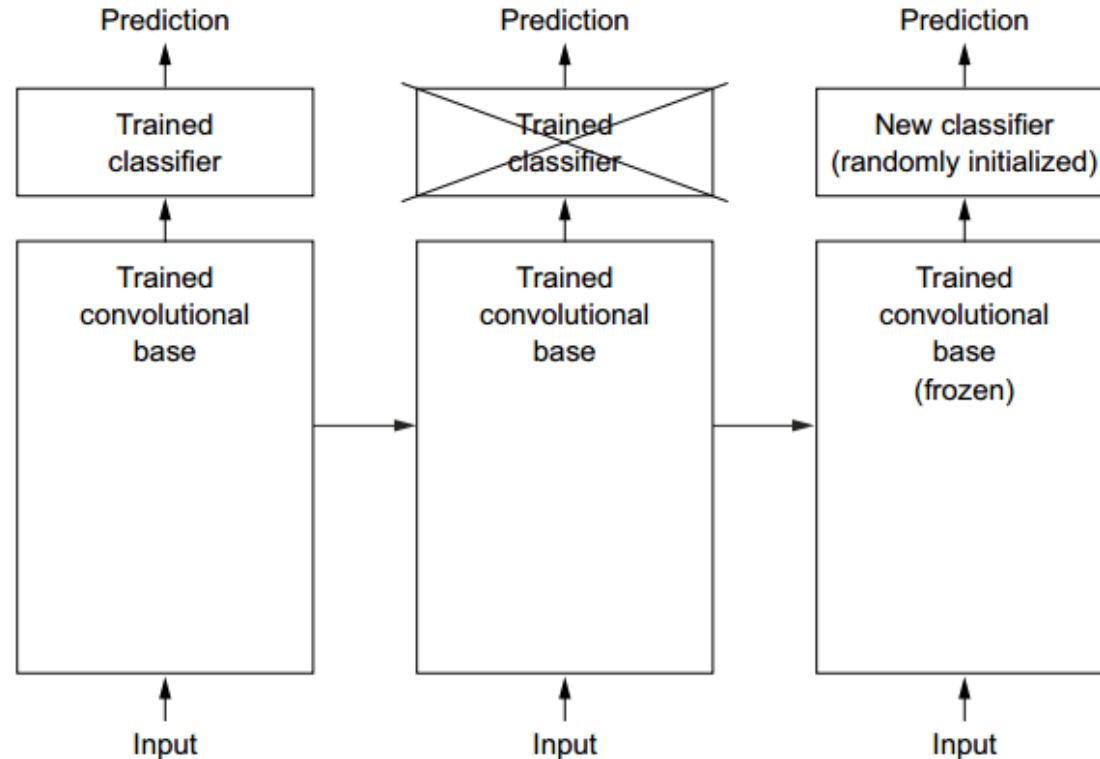 Prediction
Trained
classifier
Trained
convolutional
base
Input
Prediction
Trained
classifier
Trained
convolutional
base
Input
Prediction
New classifier
(randomly initialized)
Trained
convolutional
base
(frozen)
Input